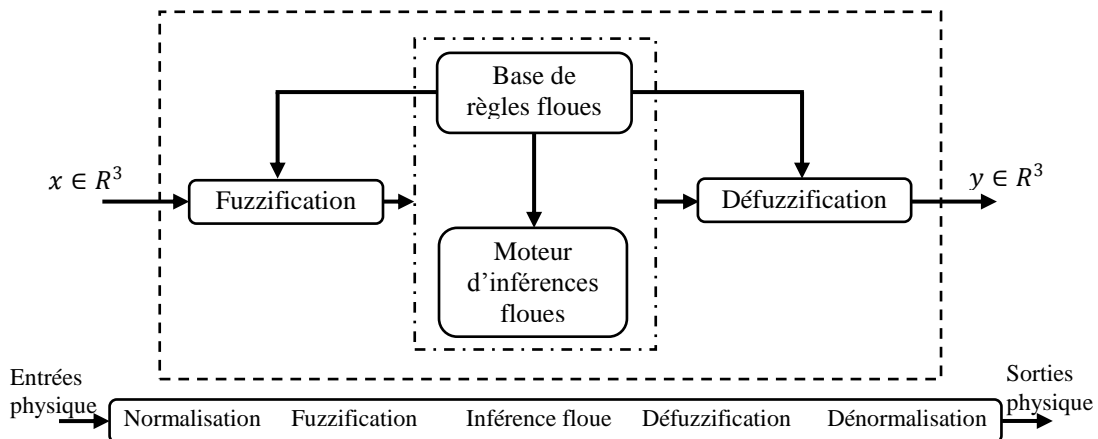 Base de
règles floues
x ∈ R³
Fuzzification
Défuzzification
y ∈ R³
Moteur
d'inférences
floues
Entrées
physique
Normalisation Fuzzification Inférence floue Défuzzification Dénormalisation
Sorties
physique